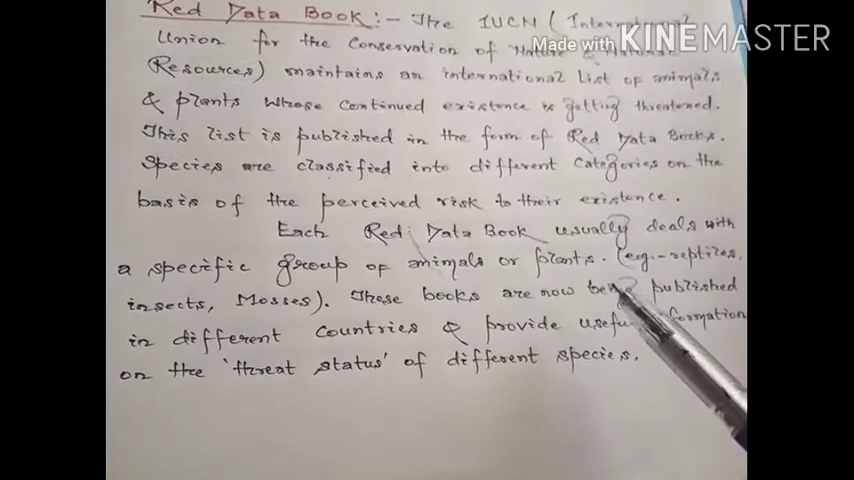 Red Data Book :- The IUCN (International
Union for the Conservation of Nature & Natural
Made with KINEMASTER
Resources) maintains an international List of animals
& plants whose continued existence is getting threatened.
This list is published in the form of Red Data Books.
Species are classified into different categories on the
basis of the perceived risk to their existence.
Each Red Data Book usually deals with
a specific group of animals or plants. (eg.- reptiles,
insects, Mosses). These books are now being published
in different countries & provide useful information
on the 'threat status' of different species.